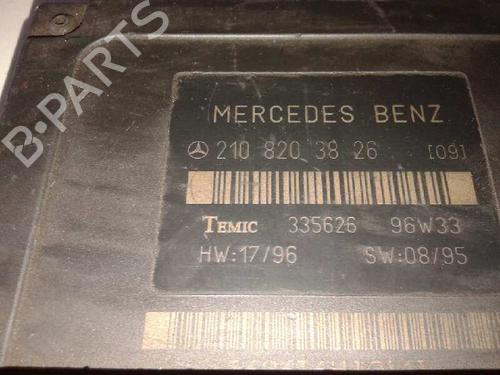 B-PARTS
MERCEDES BENZ
210 820 38 26 [09]
TEMIC 335626 96W33
HW:17/96 SW:08/95